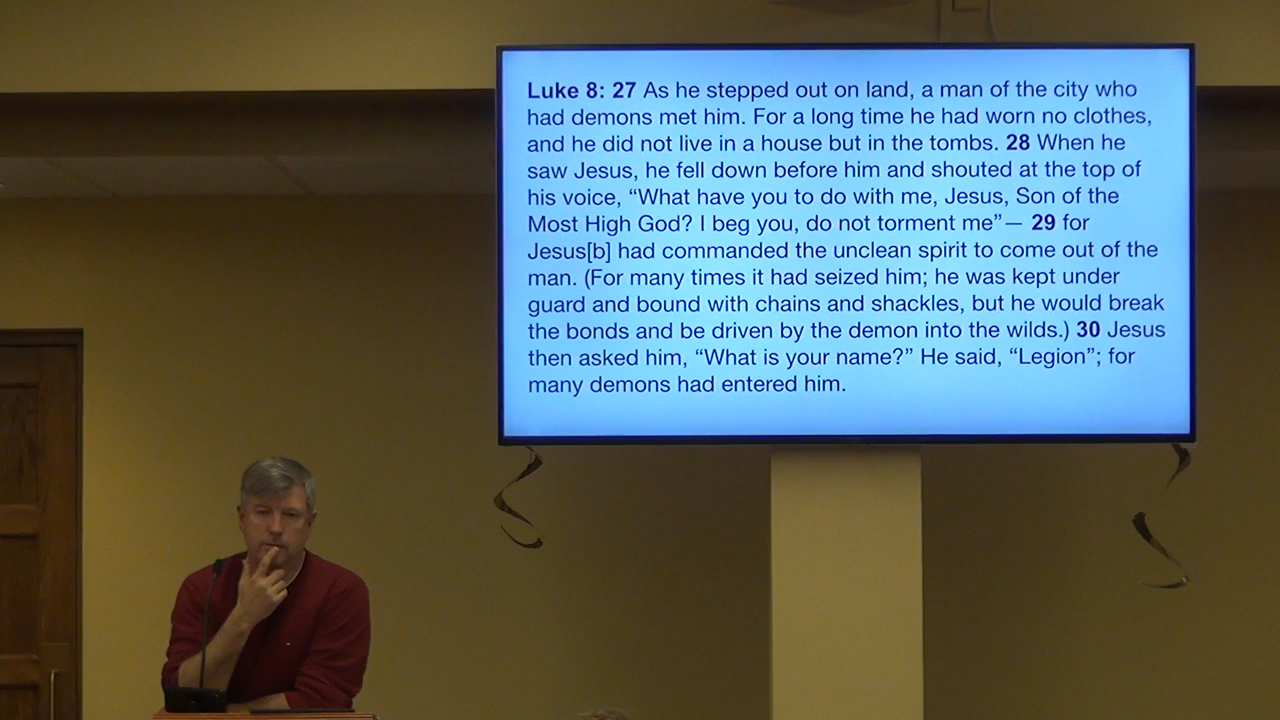 Luke 8: 27 As he stepped out on land, a man of the city who
had demons met him. For a long time he had worn no clothes,
and he did not live in a house but in the tombs. 28 When he
saw Jesus, he fell down before him and shouted at the top of
his voice, “What have you to do with me, Jesus, Son of the
Most High God? I beg you, do not torment me”— 29 for
Jesus[b] had commanded the unclean spirit to come out of the
man. (For many times it had seized him; he was kept under
guard and bound with chains and shackles, but he would break
the bonds and be driven by the demon into the wilds.) 30 Jesus
then asked him, “What is your name?” He said, “Legion”; for
many demons had entered him.